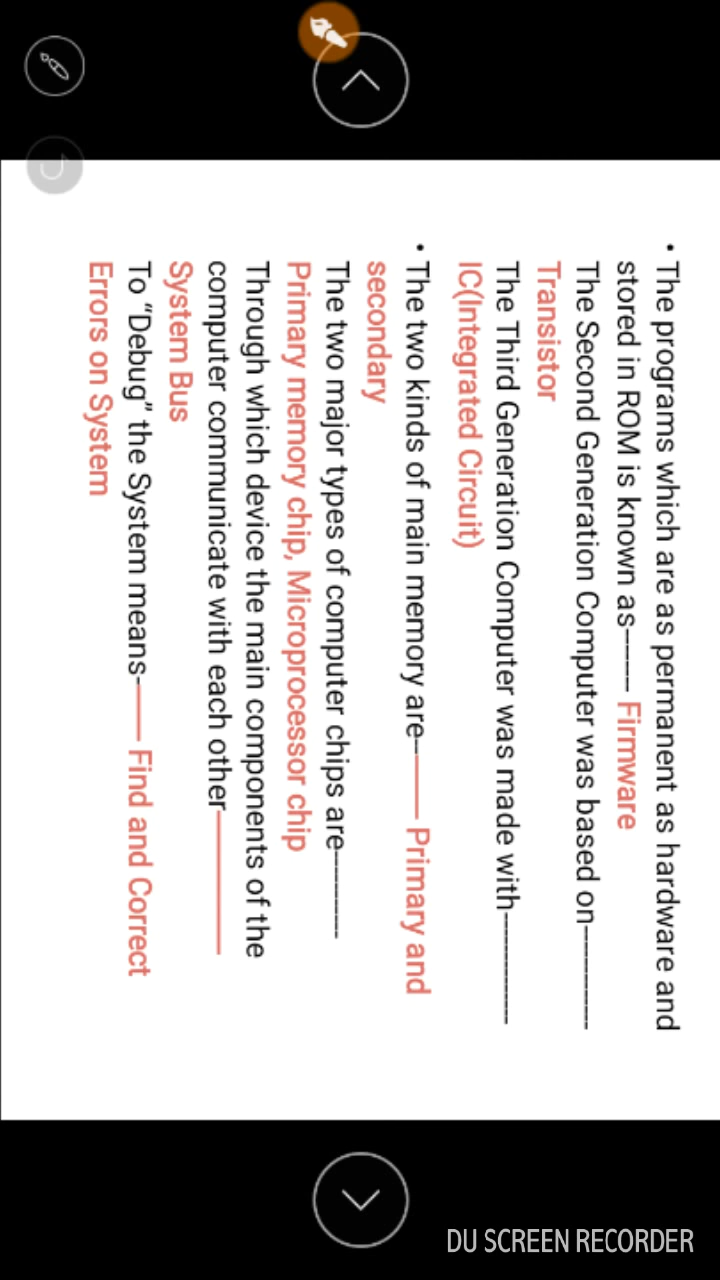 • The programs which are as permanent as hardware and
stored in ROM is known as------- Firmware
The Second Generation Computer was based on------------
Transistor
The Third Generation Computer was made with-------------
IC(Integrated Circuit)
• The two kinds of main memory are--------- Primary and
secondary
The two major types of computer chips are----------
Primary memory chip, Microprocessor chip
Through which device the main components of the
computer communicate with each other----------------
System Bus
To “Debug” the System means-------- Find and Correct
Errors on System
DU SCREEN RECORDER